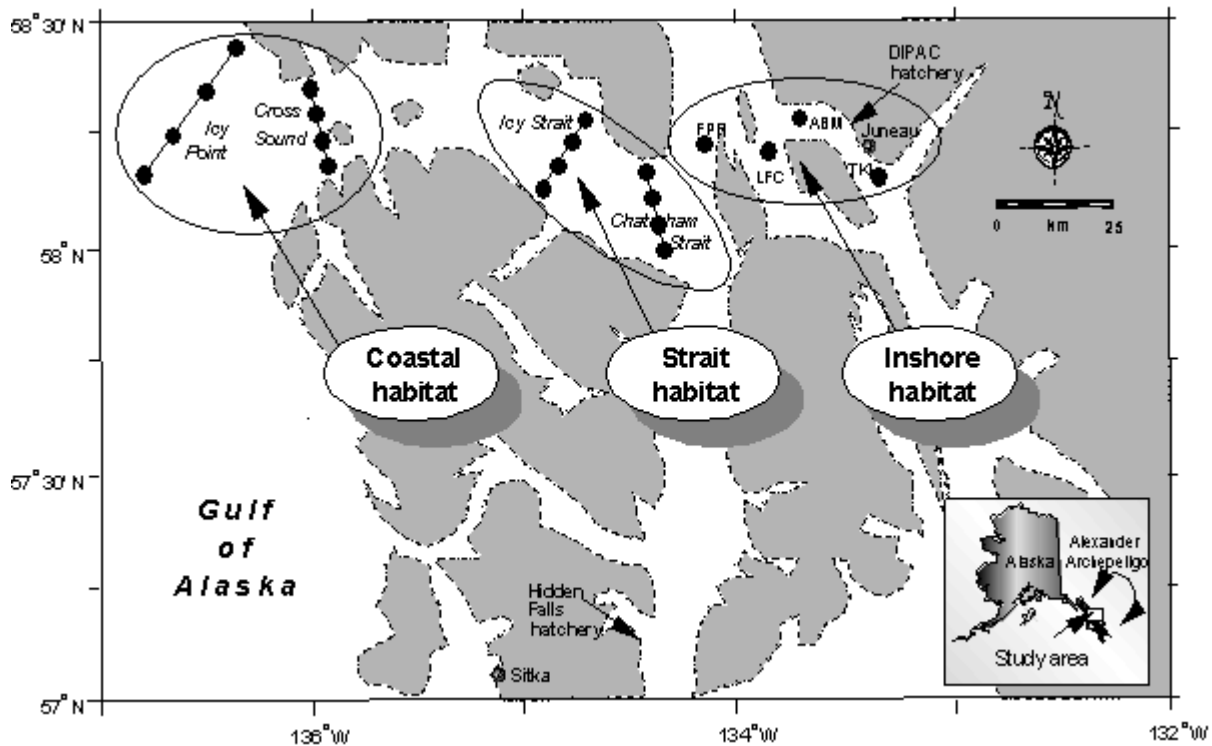 58° 30' N
58° N
57° 30' N
57° N
136°W
134°W
132°W
Icy
Point
Cross
Sound
Icy Strait
Chatham
Strait
FPR
LFC
ABM
TKI
DIPAC
hatchery
Juneau
N
0 km 25
Coastal
habitat
Strait
habitat
Inshore
habitat
Gulf
of
Alaska
Hidden
Falls
hatchery
Sitka
Alaska
Alexander
Archepeligo
Study area